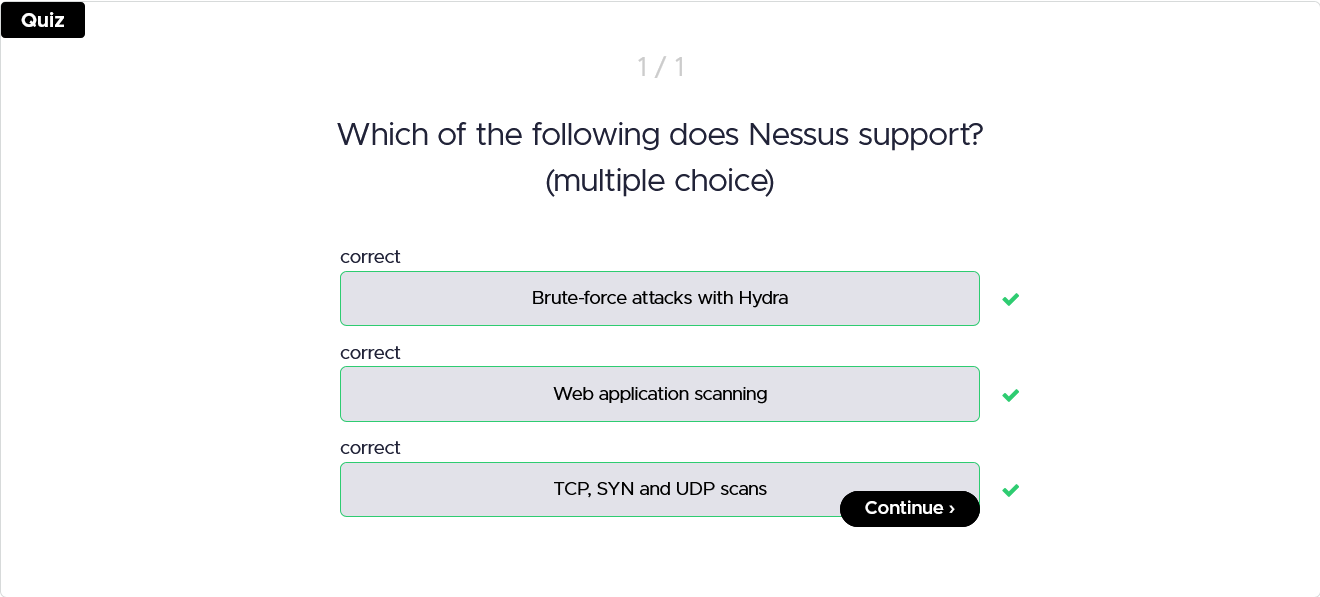 Quiz
1 / 1
Which of the following does Nessus support?
(multiple choice)
correct
Brute-force attacks with Hydra
correct
Web application scanning
correct
TCP, SYN and UDP scans
Continue ›